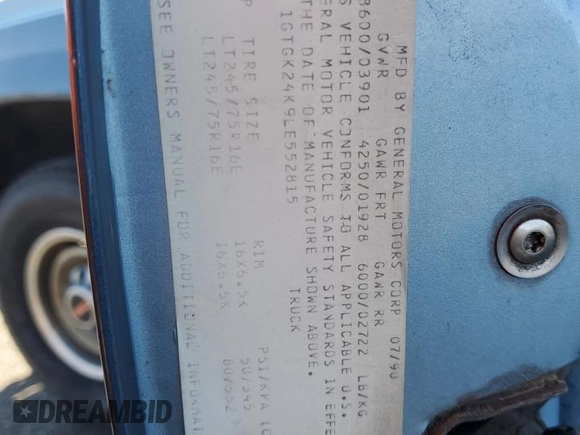 MFD BY GENERAL MOTORS CORP 07/90
GVWR GAWR FRT GAWR RR
8600/03901 4250/01928 6000/02722 LB/KG
S VEHICLE CONFORMS TO ALL APPLICABLE U.S.
ERAL MOTOR VEHICLE SAFETY STANDARDS IN EFFE
THE DATE OF MANUFACTURE SHOWN ABOVE.
1GTGK24K9LE552815 TRUCK
TIRE SIZE RIM PSI/KPA (C
LT245/75R16E 16X6.5K 50/345
LT245/75R16E 16X6.5K
SEE OWNERS MANUAL FOR ADDITIONAL INFORMAT
DREAMBID